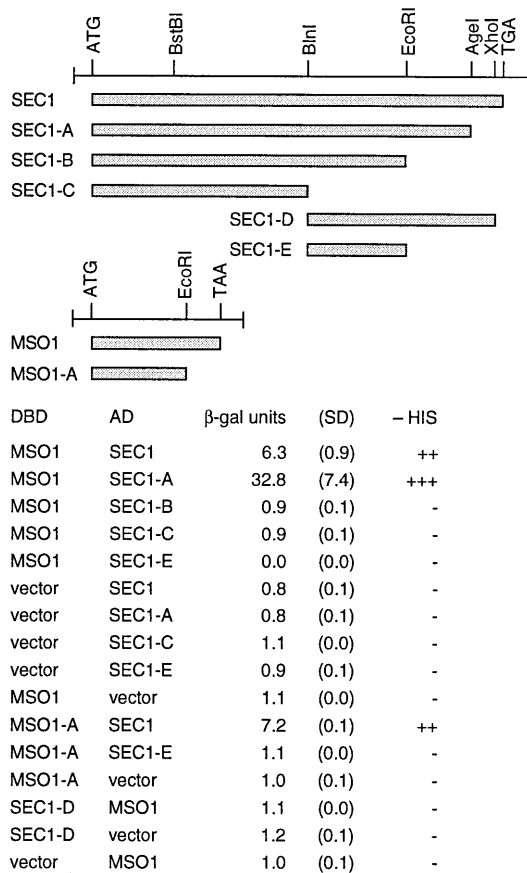 ATG BstBI BlnI EcoRI AgeI XhoI TGA
SEC1
SEC1-A
SEC1-B
SEC1-C
SEC1-D
SEC1-E
ATG EcoRI TAA
MSO1
MSO1-A
DBD AD β-gal units (SD) – HIS
MSO1 SEC1 6.3 (0.9) ++
MSO1 SEC1-A 32.8 (7.4) +++
MSO1 SEC1-B 0.9 (0.1) -
MSO1 SEC1-C 0.9 (0.1) -
MSO1 SEC1-E 0.0 (0.0) -
vector SEC1 0.8 (0.1) -
vector SEC1-A 0.8 (0.1) -
vector SEC1-C 1.1 (0.0) -
vector SEC1-E 0.9 (0.1) -
MSO1 vector 1.1 (0.0) -
MSO1-A SEC1 7.2 (0.1) ++
MSO1-A SEC1-E 1.1 (0.0) -
MSO1-A vector 1.0 (0.1) -
SEC1-D MSO1 1.1 (0.0) -
SEC1-D vector 1.2 (0.1) -
vector MSO1 1.0 (0.1) -